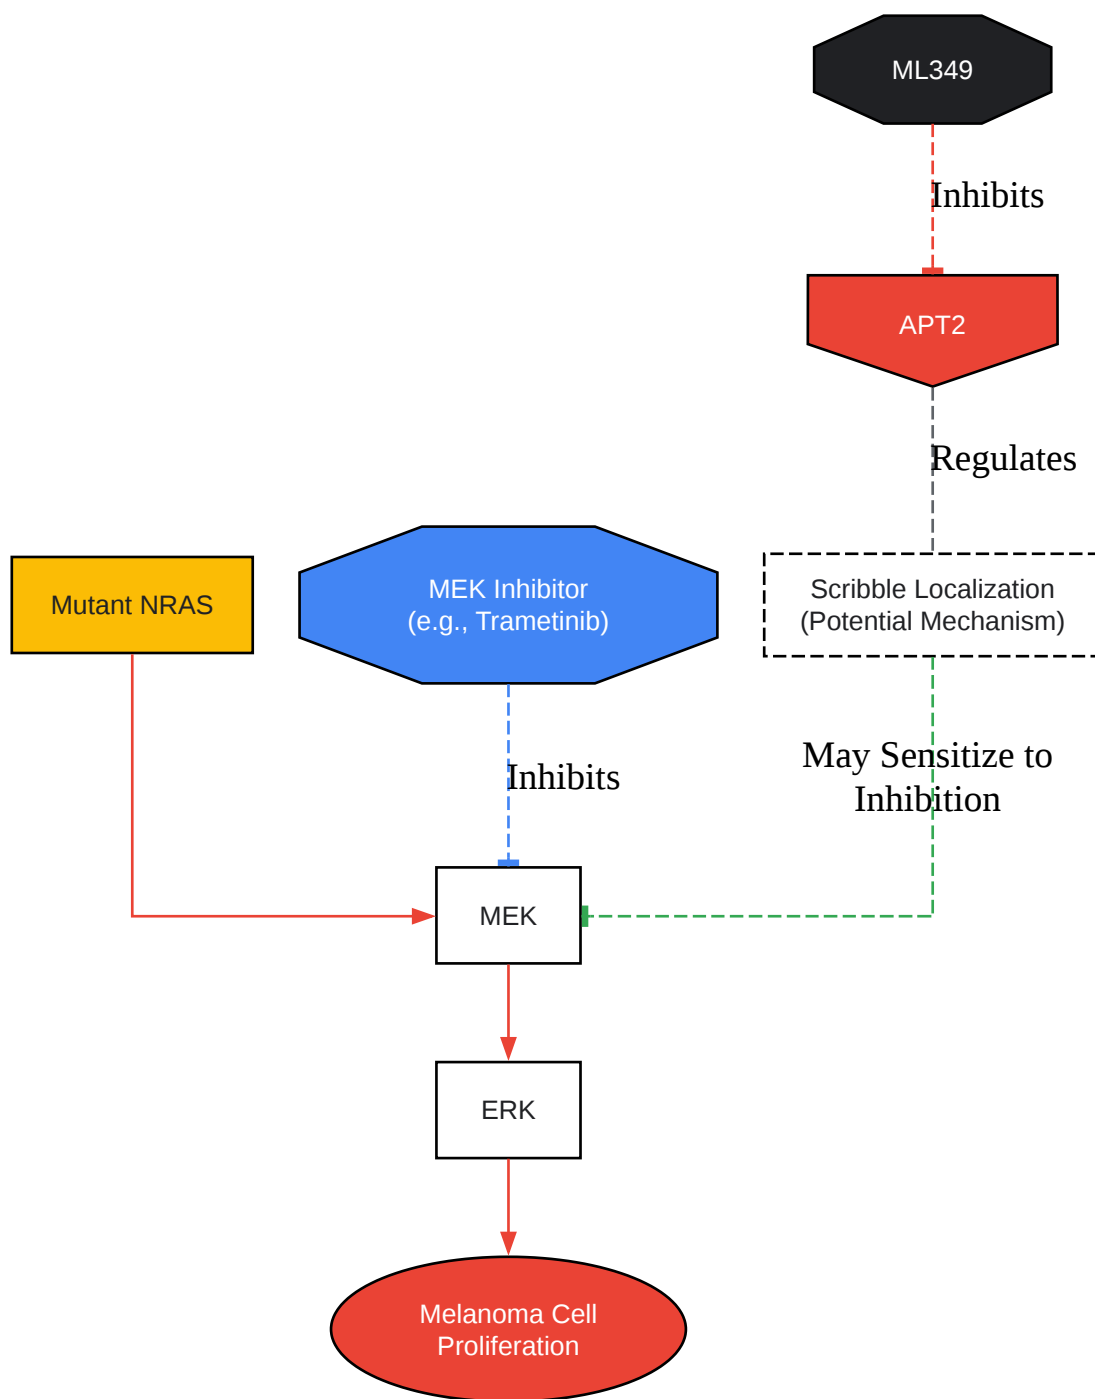 ML349
Inhibits
APT2
Regulates
Mutant NRAS
MEK Inhibitor
(e.g., Trametinib)
Scribble Localization
(Potential Mechanism)
Inhibits
May Sensitize to
Inhibition
MEK
ERK
Melanoma Cell
Proliferation